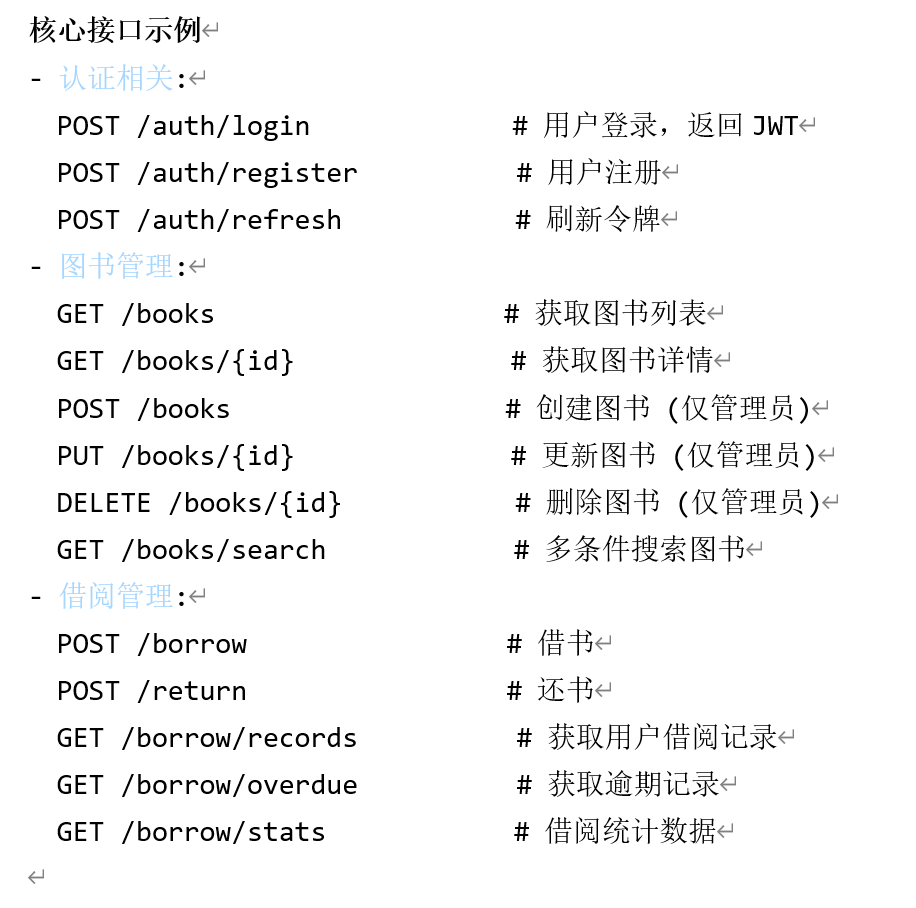 核心接口示例
- 认证相关:
POST /auth/login # 用户登录，返回 JWT
POST /auth/register # 用户注册
POST /auth/refresh # 刷新令牌
- 图书管理:
GET /books # 获取图书列表
GET /books/{id} # 获取图书详情
POST /books # 创建图书 (仅管理员)
PUT /books/{id} # 更新图书 (仅管理员)
DELETE /books/{id} # 删除图书 (仅管理员)
GET /books/search # 多条件搜索图书
- 借阅管理:
POST /borrow # 借书
POST /return # 还书
GET /borrow/records # 获取用户借阅记录
GET /borrow/overdue # 获取逾期记录
GET /borrow/stats # 借阅统计数据